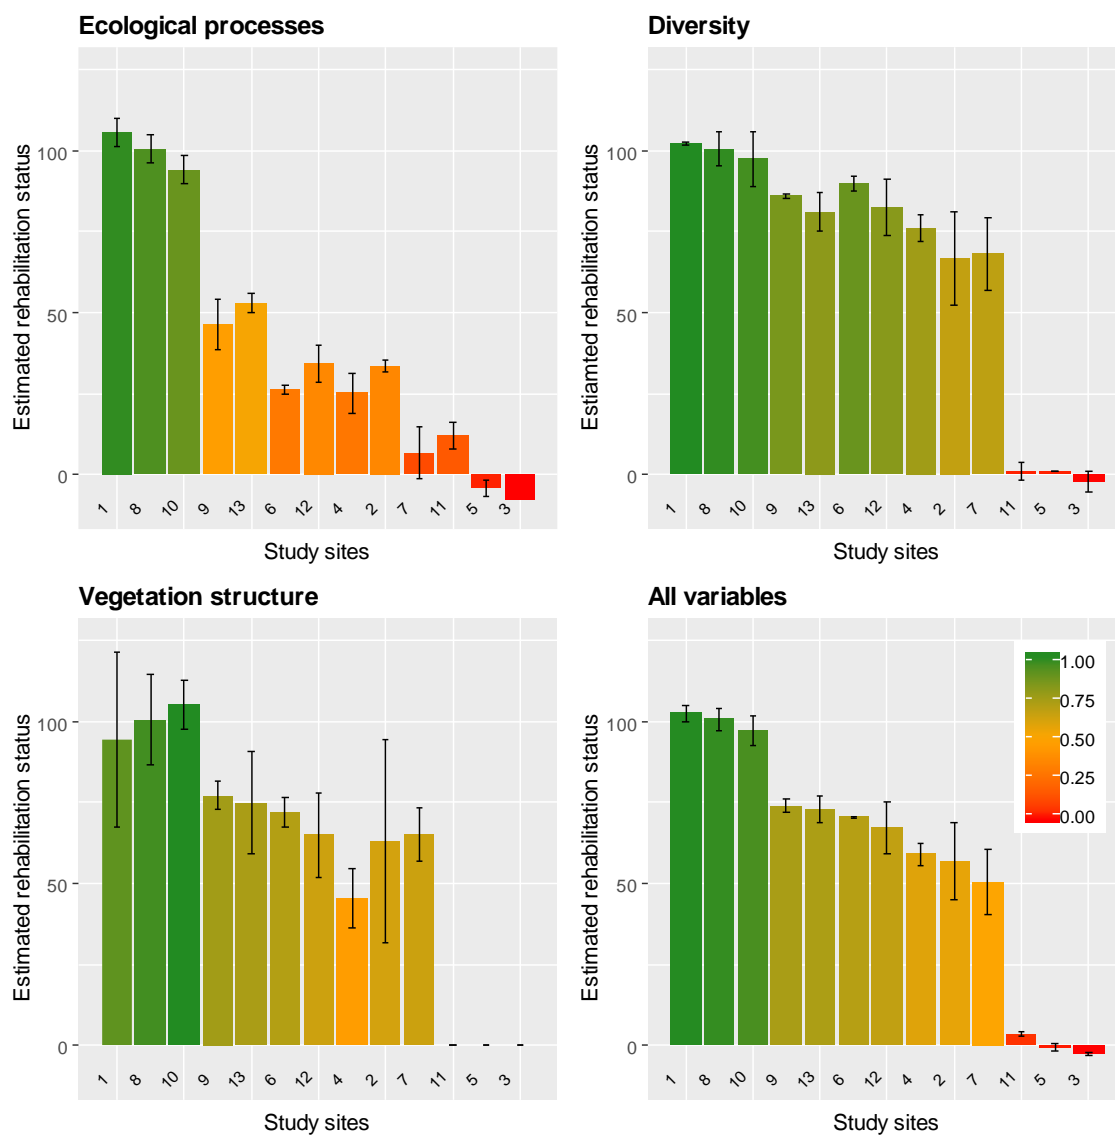 Ecological processes
Estimated rehabilitation status
100
50
0
1 8 10 9 13 6 12 4 2 7 11 5 3
Study sites
Diversity
Estiamted rehabilitation status
100
50
0
1 8 10 9 13 6 12 4 2 7 11 5 3
Study sites
Vegetation structure
Estimated rehabilitation status
100
50
0
1 8 10 9 13 6 12 4 2 7 11 5 3
Study sites
All variables
Estimated rehabilitation status
100
50
0
1.00
0.75
0.50
0.25
0.00
1 8 10 9 13 6 12 4 2 7 11 5 3
Study sites